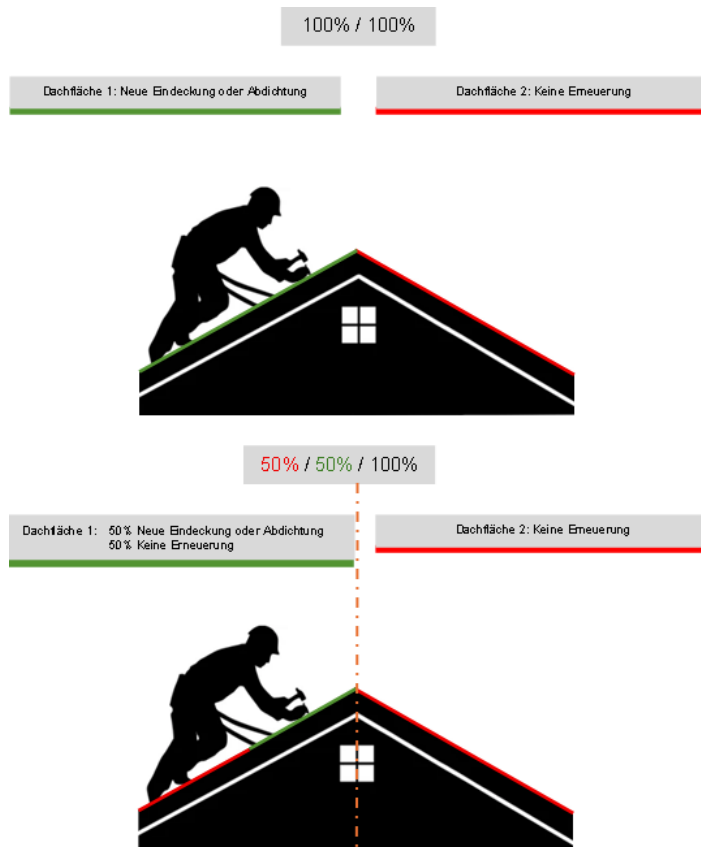 100% / 100%
Dachfläche 1: Neue Eindeckung oder Abdichtung
Dachfläche 2: Keine Erneuerung
50% / 50% / 100%
Dachfläche 1: 50% Neue Eindeckung oder Abdichtung
50% Keine Erneuerung
Dachfläche 2: Keine Erneuerung